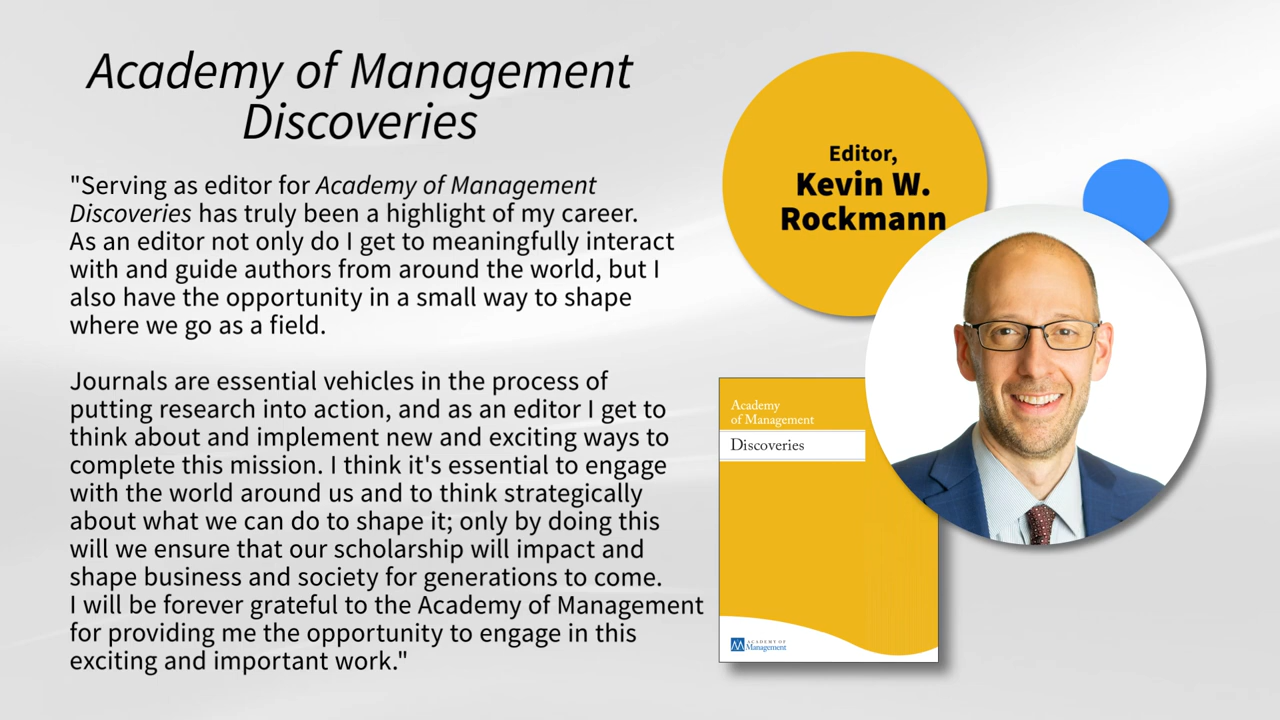 Academy of Management
Discoveries
"Serving as editor for Academy of Management
Discoveries has truly been a highlight of my career.
As an editor not only do I get to meaningfully interact
with and guide authors from around the world, but I
also have the opportunity in a small way to shape
where we go as a field.
Journals are essential vehicles in the process of
putting research into action, and as an editor I get to
think about and implement new and exciting ways to
complete this mission. I think it's essential to engage
with the world around us and to think strategically
about what we can do to shape it; only by doing this
will we ensure that our scholarship will impact and
shape business and society for generations to come.
I will be forever grateful to the Academy of Management
for providing me the opportunity to engage in this
exciting and important work."
Editor,
Kevin W.
Rockmann
Academy
of Management
Discoveries
ACADEMY OF
Management